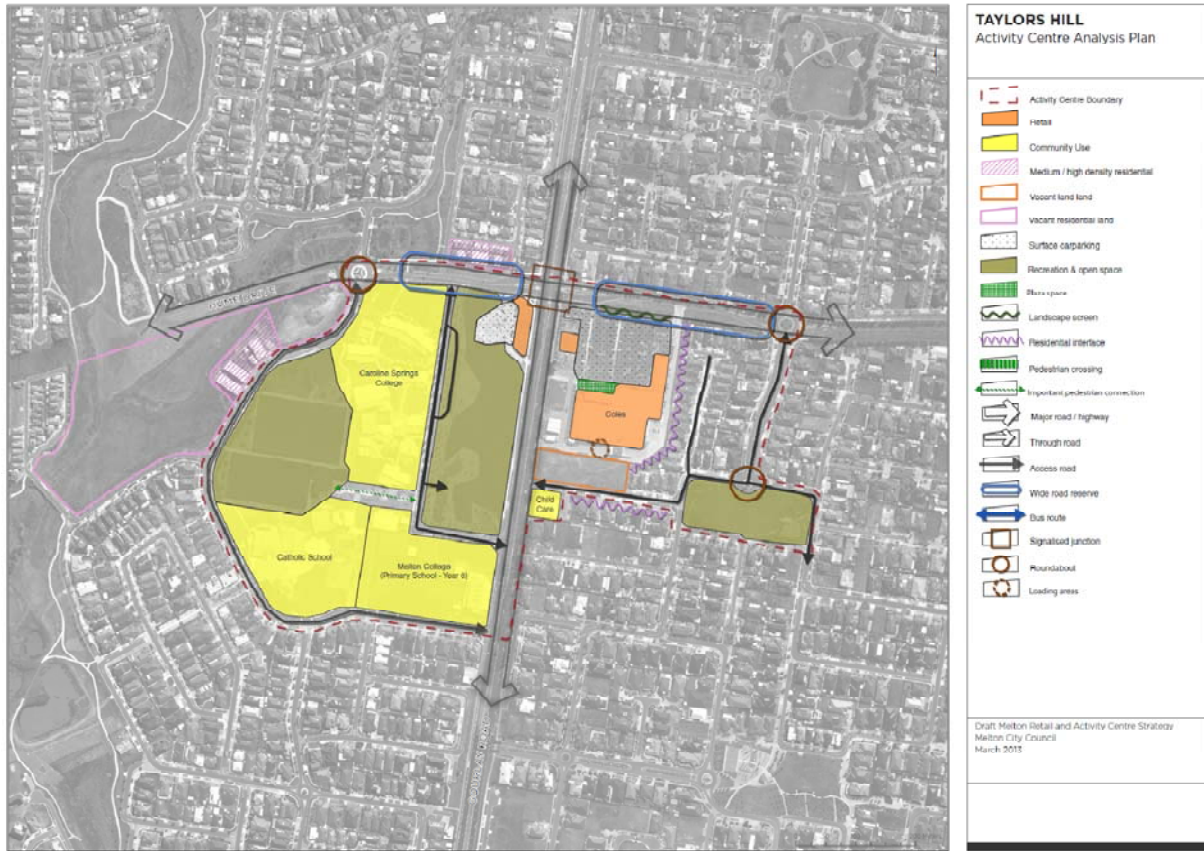 TAYLORS HILL
Activity Centre Analysis Plan
Activity Centre Boundary
Retail
Community Use
Medium / high density residential
Vacant land land
Vacant residential land
Surface carparking
Recreation & open space
Plaza space
Landscape screen
Residential interface
Pedestrian crossing
Important pedestrian connection
Major road / highway
Through road
Access road
Wide road reserve
Bus route
Signalised junction
Roundabout
Loading areas
Draft Melton Retail and Activity Centre Strategy
Melton City Council
March 2013
Caroline Springs
College
Coles
Child
Care
Catholic School
Melton College
(Primary School - Year 6)